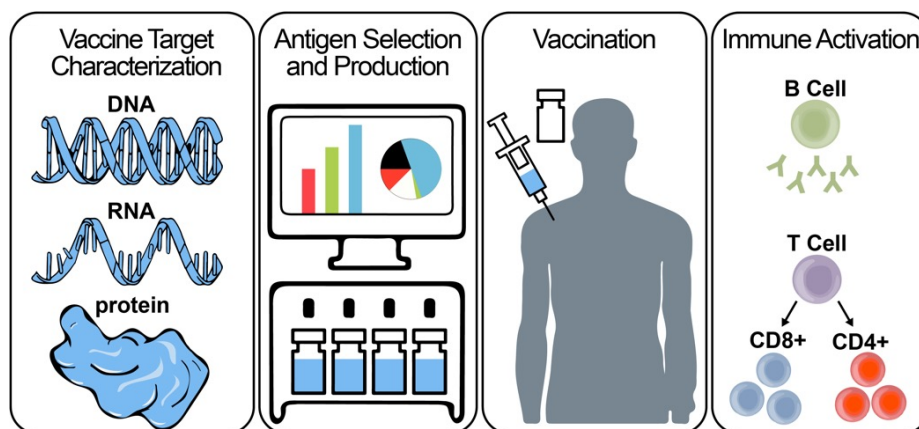 Vaccine Target
Characterization
DNA
RNA
protein
Antigen Selection
and Production
Vaccination
Immune Activation
B Cell
T Cell
CD8+
CD4+